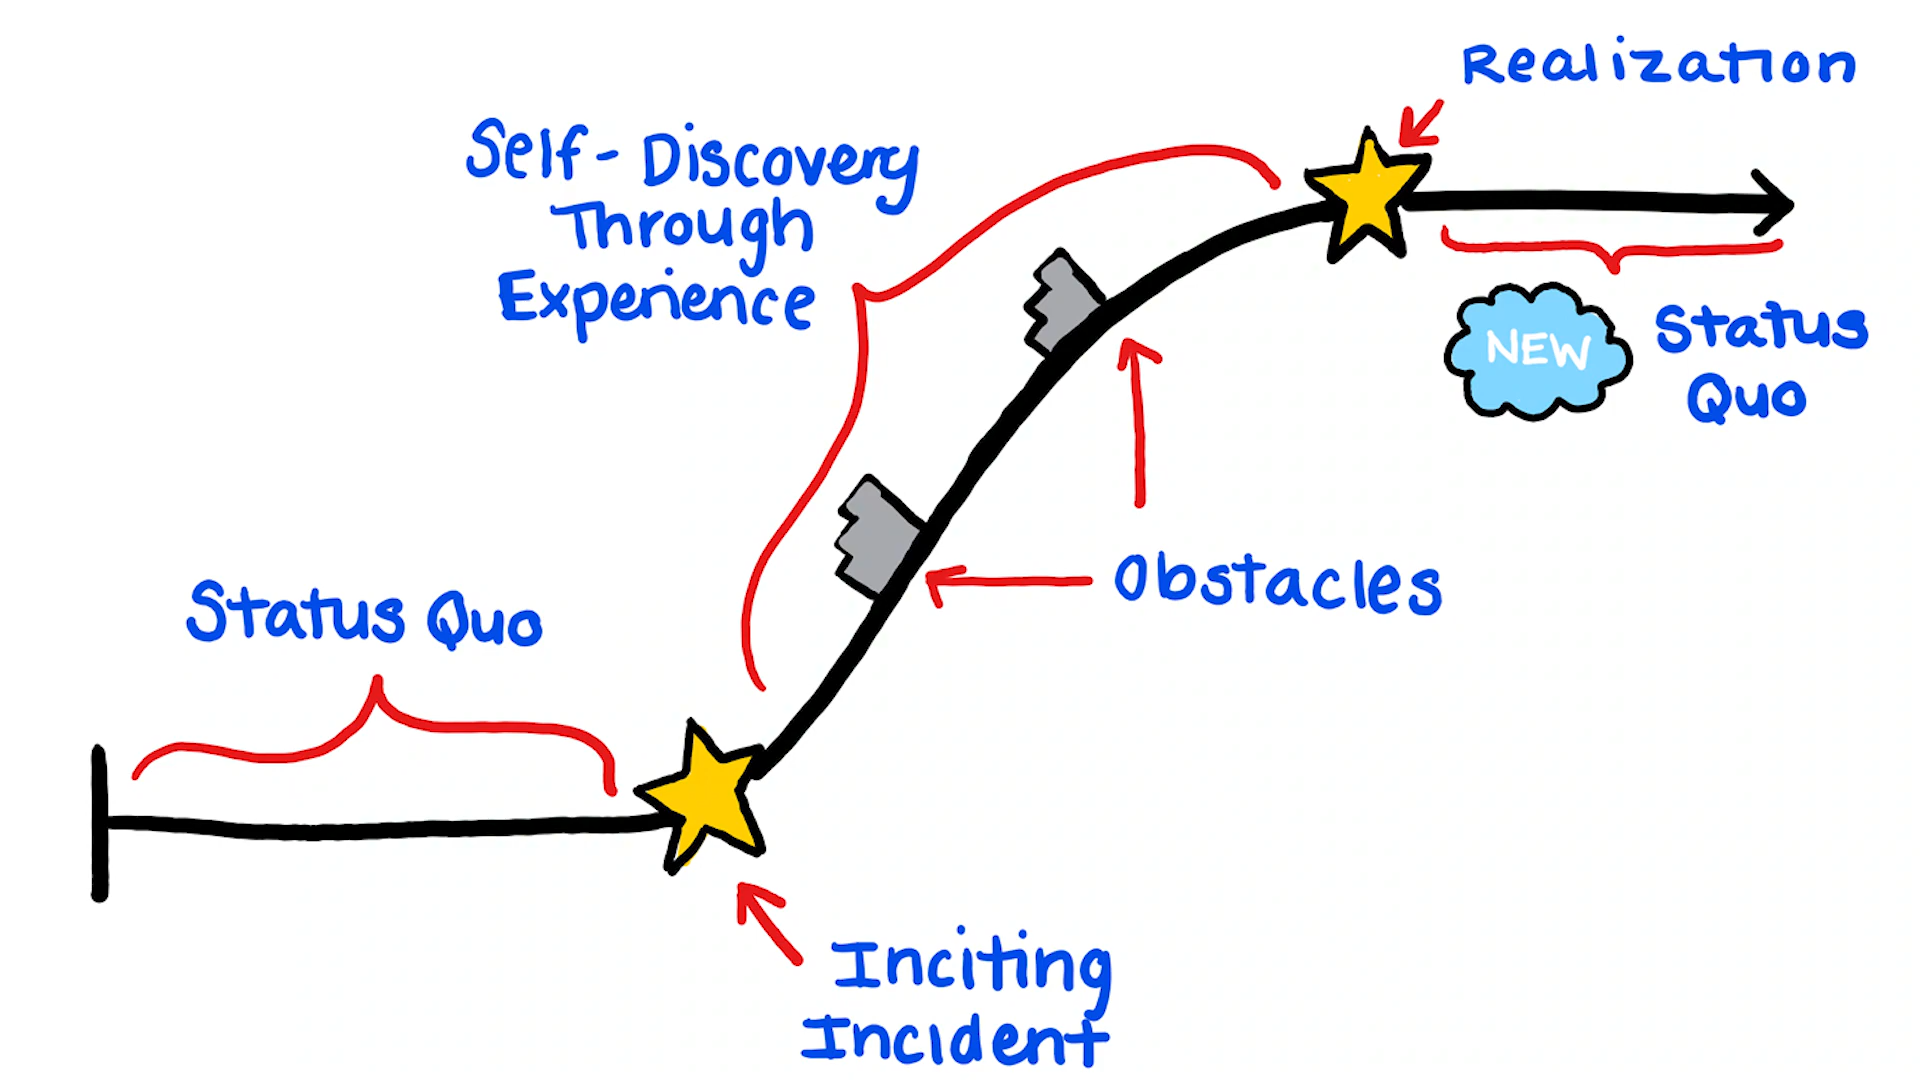 Realization
Self-Discovery
Through
Experience
NEW
Status
Quo
Obstacles
Status Quo
Inciting
Incident